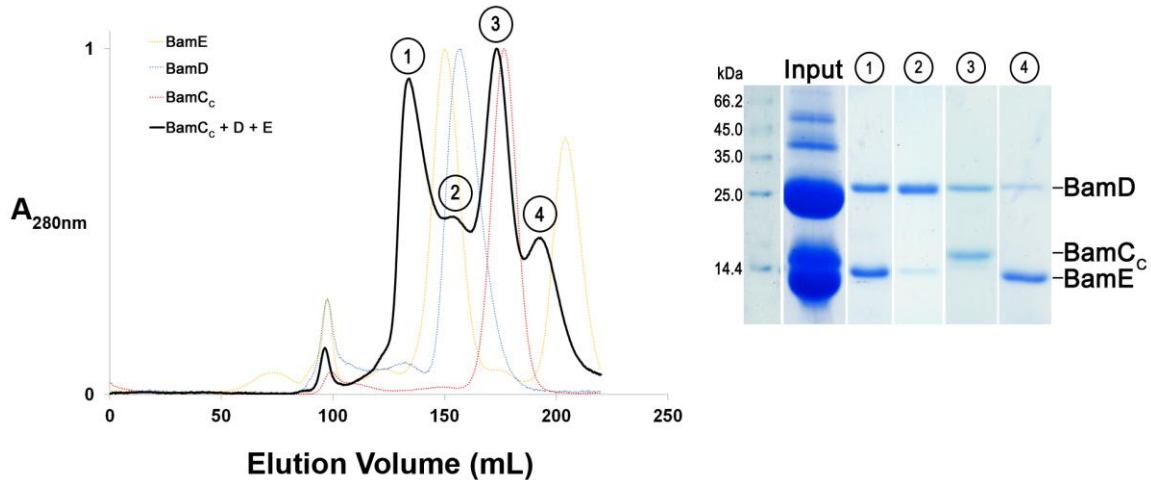 BamE
BamD
BamCc
BamCc + D + E
1
2
3
4
1
0
A280nm
0 50 100 150 200 250
Elution Volume (mL)
kDa Input 1 2 3 4
66.2
45.0
35.0
25.0
14.4
BamD
BamCc
BamE